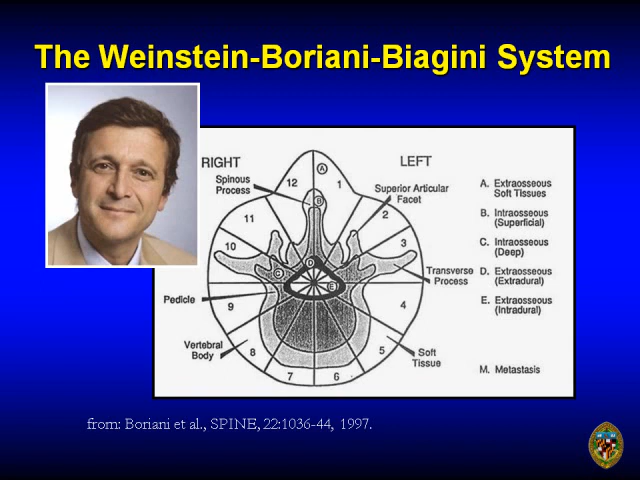 The Weinstein-Boriani-Biagini System
RIGHT
LEFT
Spinous
Process
Superior Articular
Facet
Transverse
Process
Pedicle
Vertebral
Body
Soft
Tissue
12
1
11
2
10
3
9
4
8
5
7
6
A
B
C
D
E
A. Extraosseous
Soft Tissues
B. Intraosseous
(Superficial)
C. Intraosseous
(Deep)
D. Extraosseous
(Extradural)
E. Extraosseous
(Intradural)
M. Metastasis
from: Boriani et al., SPINE, 22:1036-44, 1997.